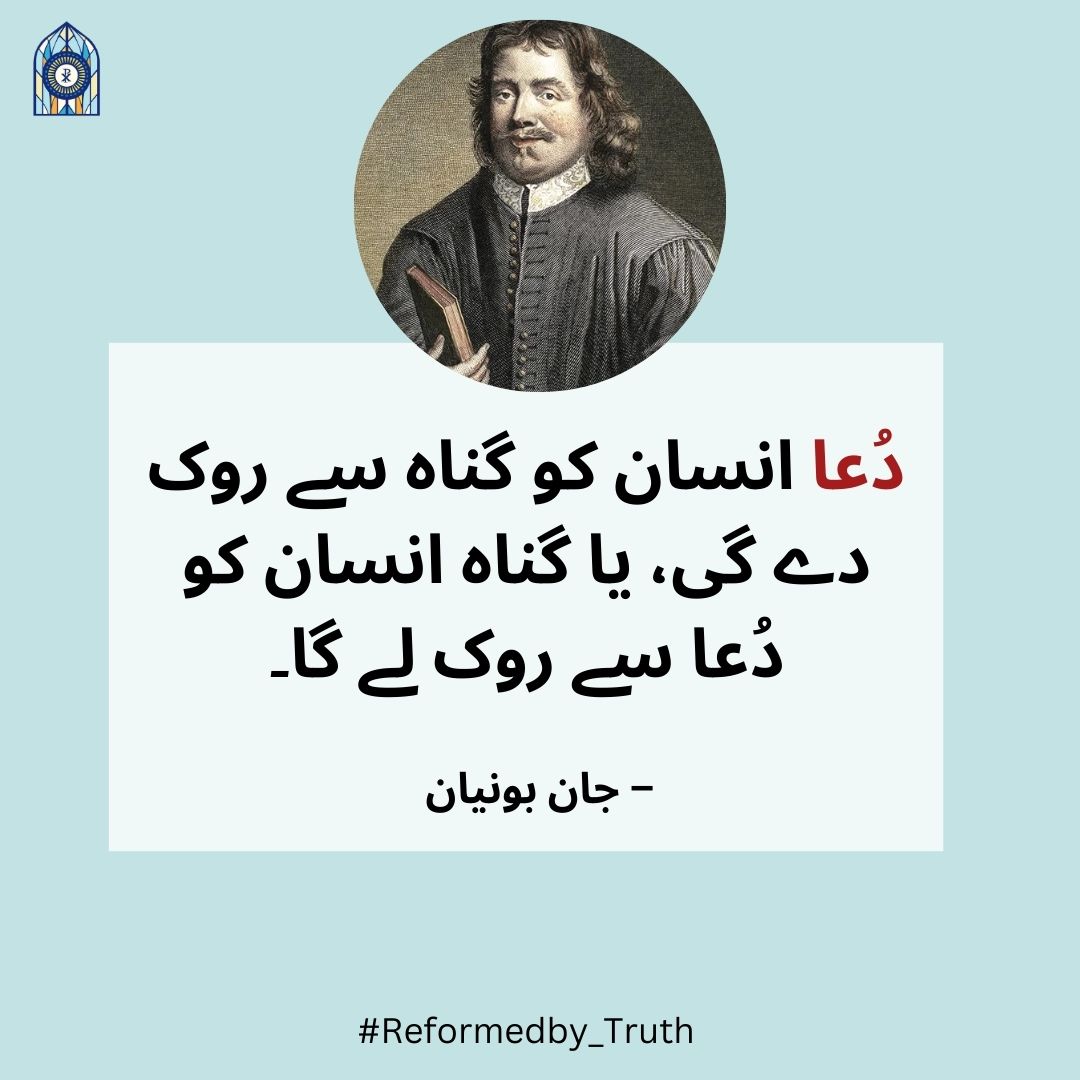 دُعا انسان کو گناہ سے روک
دے گی، یا گناہ انسان کو
دُعا سے روک لے گا۔
– جان بونیان
#Reformedby_Truth